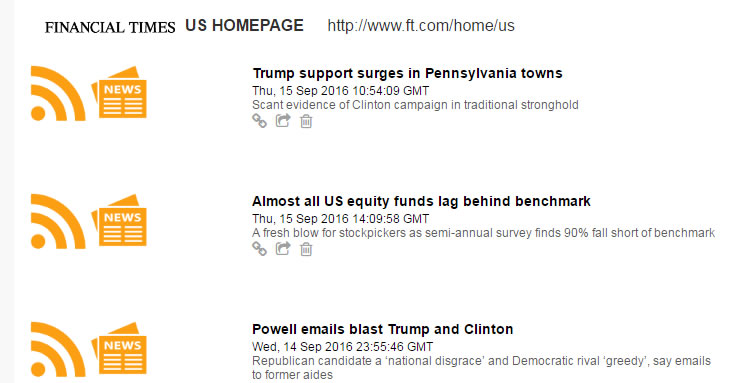 FINANCIAL TIMES US HOMEPAGE http://www.ft.com/home/us
NEWS
Trump support surges in Pennsylvania towns
Thu, 15 Sep 2016 10:54:09 GMT
Scant evidence of Clinton campaign in traditional stronghold
NEWS
Almost all US equity funds lag behind benchmark
Thu, 15 Sep 2016 14:09:58 GMT
A fresh blow for stockpickers as semi-annual survey finds 90% fall short of benchmark
NEWS
Powell emails blast Trump and Clinton
Wed, 14 Sep 2016 23:55:46 GMT
Republican candidate a ‘national disgrace’ and Democratic rival ‘greedy’, say emails
to former aides